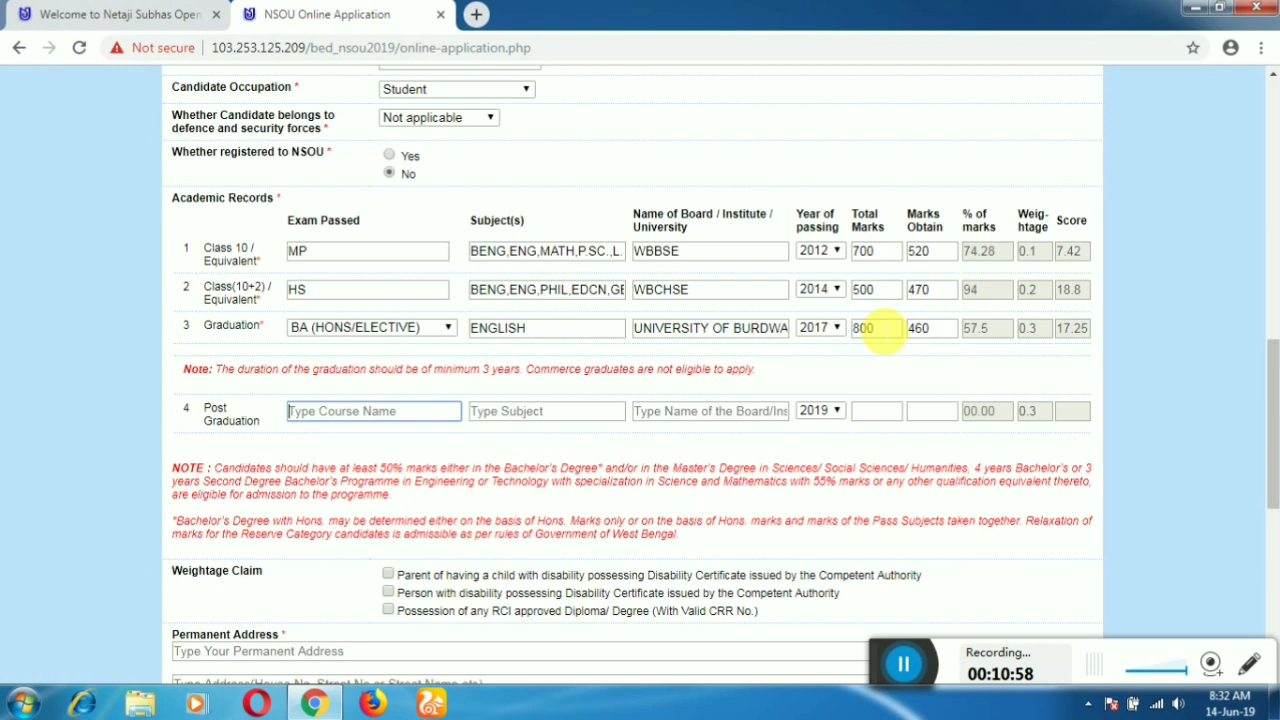 Welcome to Netaji Subhas Open
NSOU Online Application
Not secure
103.253.125.209/bed_nsou2019/online-application.php
Candidate Occupation *
Student
Whether Candidate belongs to
defence and security forces *
Not applicable
Whether registered to NSOU *
Yes
No
Academic Records *
Exam Passed
Subject(s)
Name of Board / Institute /
University
Year of
passing
Total
Marks
Marks
Obtain
% of
marks
Weig-
htage
Score
1
Class 10 /
Equivalent*
MP
BENG,ENG,MATH,P.SC.,L.
WBBSE
2012
700
520
74.28
0.1
7.42
2
Class(10+2) /
Equivalent*
HS
BENG,ENG,PHIL,EDCN,GE
WBCHSE
2014
500
470
94
0.2
18.8
3
Graduation*
BA (HONS/ELECTIVE)
ENGLISH
UNIVERSITY OF BURDWA
2017
800
460
57.5
0.3
17.25
Note: The duration of the graduation should be of minimum 3 years. Commerce graduates are not eligible to apply.
4
Post
Graduation
Type Course Name
Type Subject
Type Name of the Board/Ins
2019
00.00
0.3
NOTE : Candidates should have at least 50% marks either in the Bachelor's Degree* and/or in the Master's Degree in Sciences/ Social Sciences/ Humanities, 4 years Bachelor's or 3
years Second Degree Bachelor's Programme in Engineering or Technology with specialization in Science and Mathematics with 55% marks or any other qualification equivalent thereto,
are eligible for admission to the programme.
*Bachelor's Degree with Hons. may be determined either on the basis of Hons. Marks only or on the basis of Hons. marks and marks of the Pass Subjects taken together. Relaxation of
marks for the Reserve Category candidates is admissible as per rules of Government of West Bengal.
Weightage Claim
Parent of having a child with disability possessing Disability Certificate issued by the Competent Authority
Person with disability possessing Disability Certificate issued by the Competent Authority
Possession of any RCI approved Diploma/ Degree (With Valid CRR No.)
Permanent Address *
Type Your Permanent Address
Type Address(House No, Street No or Street Name etc)
Recording...
00:10:58
8:32 AM
14-Jun-19